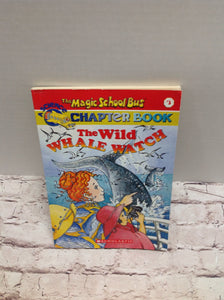 The Magic School Bus
3
CHAPTER BOOK
The Wild
WHALE WATCH
SCHOLASTIC